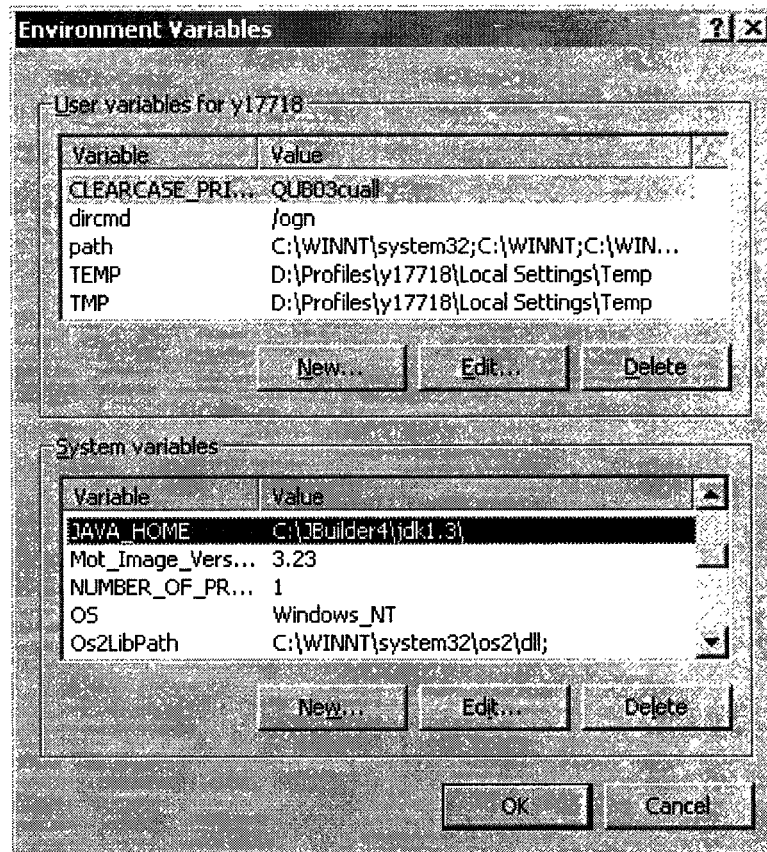 Environment Variables
User variables for y17718
Variable Value
CLEARCASE_PRI... QUB03cuall
dircmd /ogn
path C:\WINNT\system32;C:\WINNT;C:\WIN...
TEMP D:\Profiles\y17718\Local Settings\Temp
TMP D:\Profiles\y17718\Local Settings\Temp
New... Edit... Delete
System variables
Variable Value
JAVA_HOME C:\JBuilder4\jdk1.3\
Mot_Image_Vers... 3.23
NUMBER_OF_PR... 1
OS Windows_NT
Os2LibPath C:\WINNT\system32\os2\dll;
New... Edit... Delete
OK Cancel